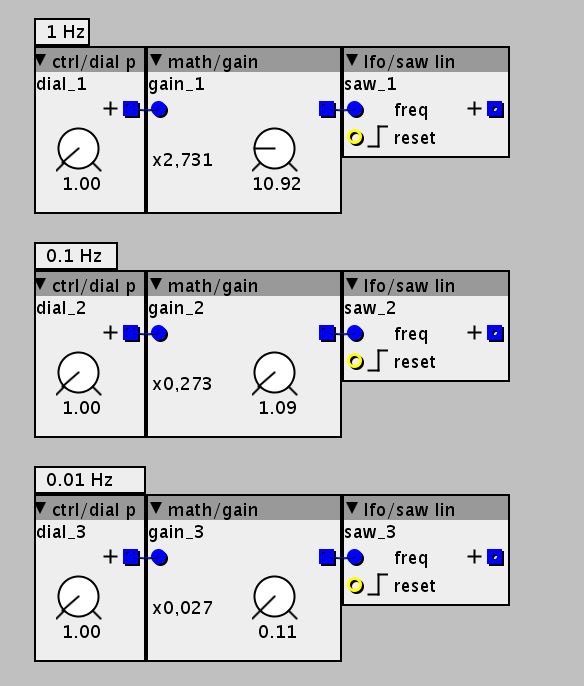 1 Hz
ctrl/dial p math/gain lfo/saw lin
dial_1 gain_1 saw_1
+ freq +
reset
x2,731
1.00 10.92
0.1 Hz
ctrl/dial p math/gain lfo/saw lin
dial_2 gain_2 saw_2
+ freq +
reset
x0,273
1.00 1.09
0.01 Hz
ctrl/dial p math/gain lfo/saw lin
dial_3 gain_3 saw_3
+ freq +
reset
x0,027
1.00 0.11